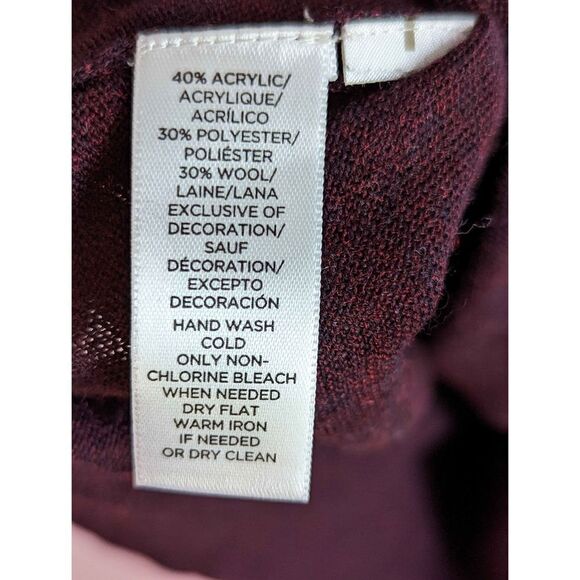 40% ACRYLIC/
ACRYLIQUE/
ACRÍLICO
30% POLYESTER/
POLIÉSTER
30% WOOL/
LAINE/LANA
EXCLUSIVE OF
DECORATION/
SAUF
DÉCORATION/
EXCEPTO
DECORACIÓN
HAND WASH
COLD
ONLY NON-
CHLORINE BLEACH
WHEN NEEDED
DRY FLAT
WARM IRON
IF NEEDED
OR DRY CLEAN